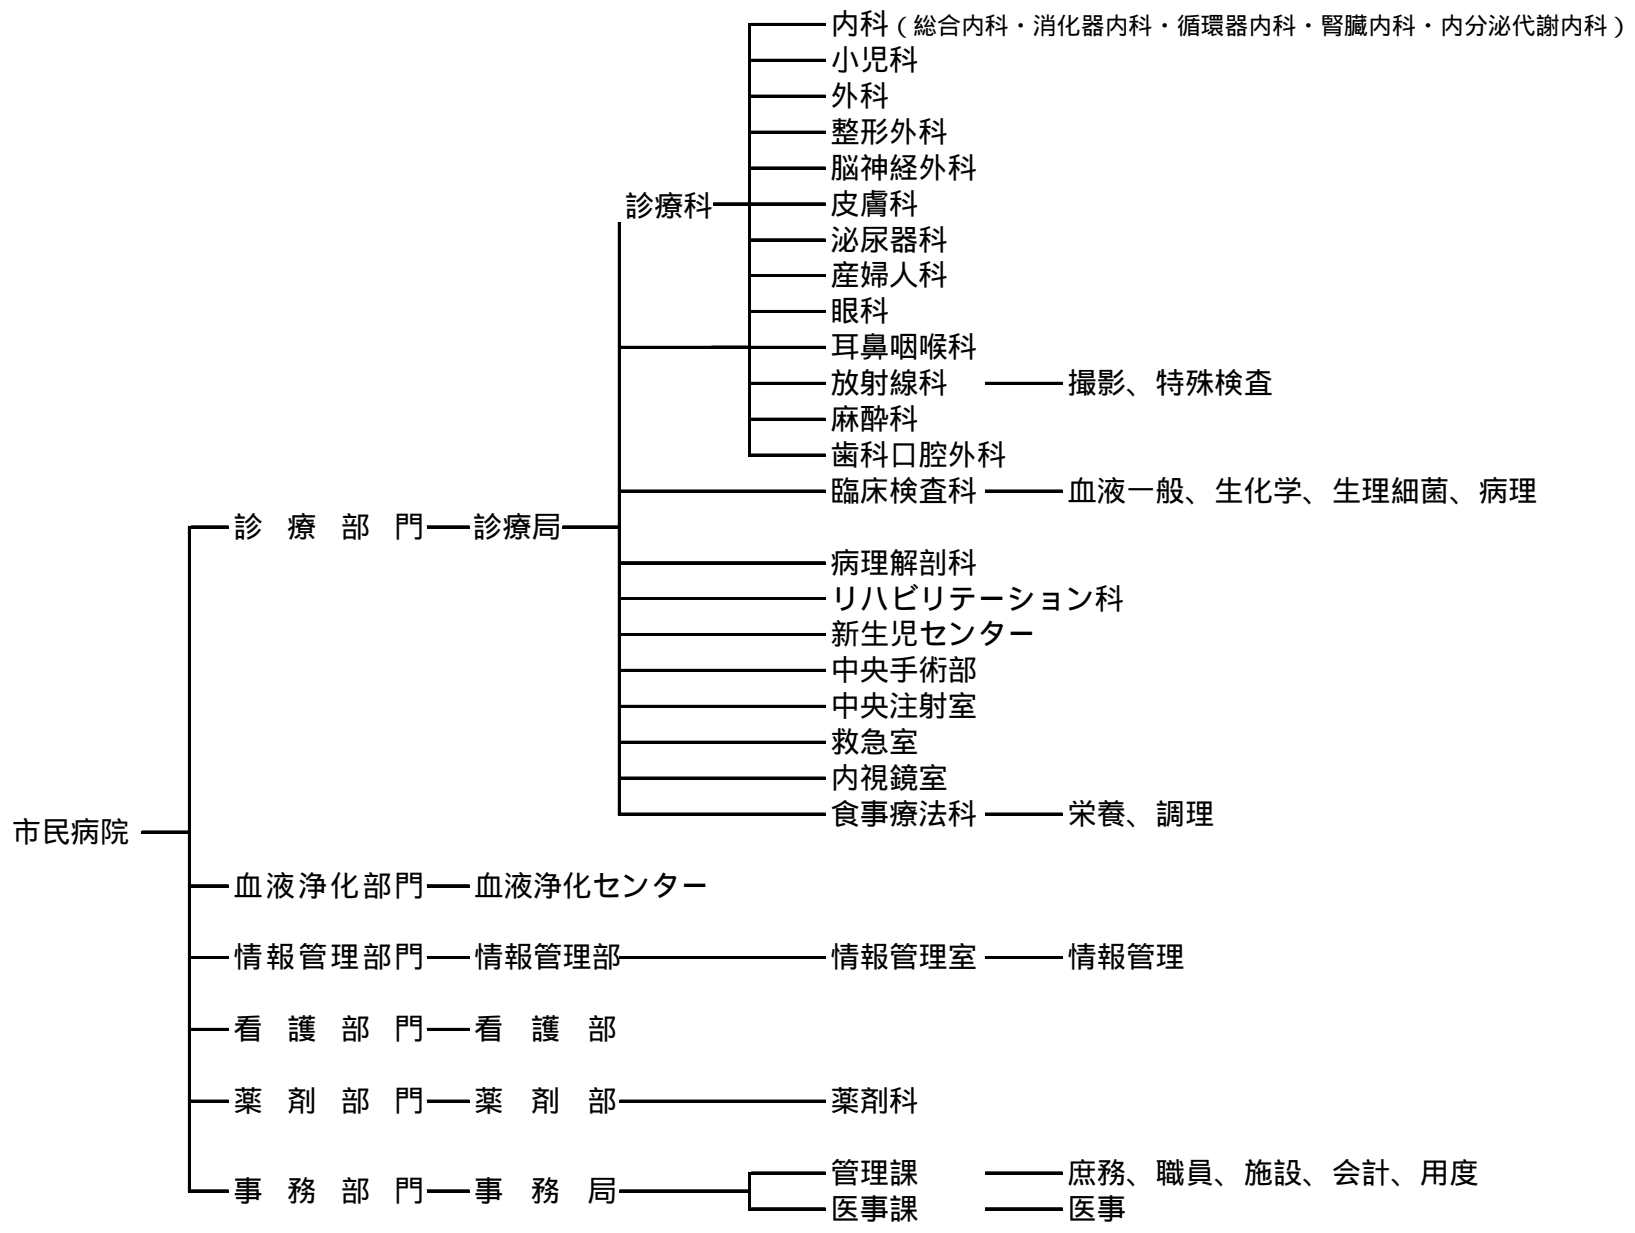 内科（総合内科・消化器内科・循環器内科・腎臓内科・内分泌代謝内科）
小児科
外科
整形外科
脳神経外科
診療科 皮膚科
泌尿器科
産婦人科
眼科
耳鼻咽喉科
放射線科 撮影、特殊検査
麻酔科
歯科口腔外科
臨床検査科 血液一般、生化学、生理細菌、病理
診療部門 診療局
病理解剖科
リハビリテーション科
新生児センター
中央手術部
中央注射室
救急室
内視鏡室
食事療法科 栄養、調理
市民病院
血液浄化部門 血液浄化センター
情報管理部門 情報管理部 情報管理室 情報管理
看護部門 看護部
薬剤部門 薬剤部 薬剤科
管理課 庶務、職員、施設、会計、用度
事務部門 事務局
医事課 医事